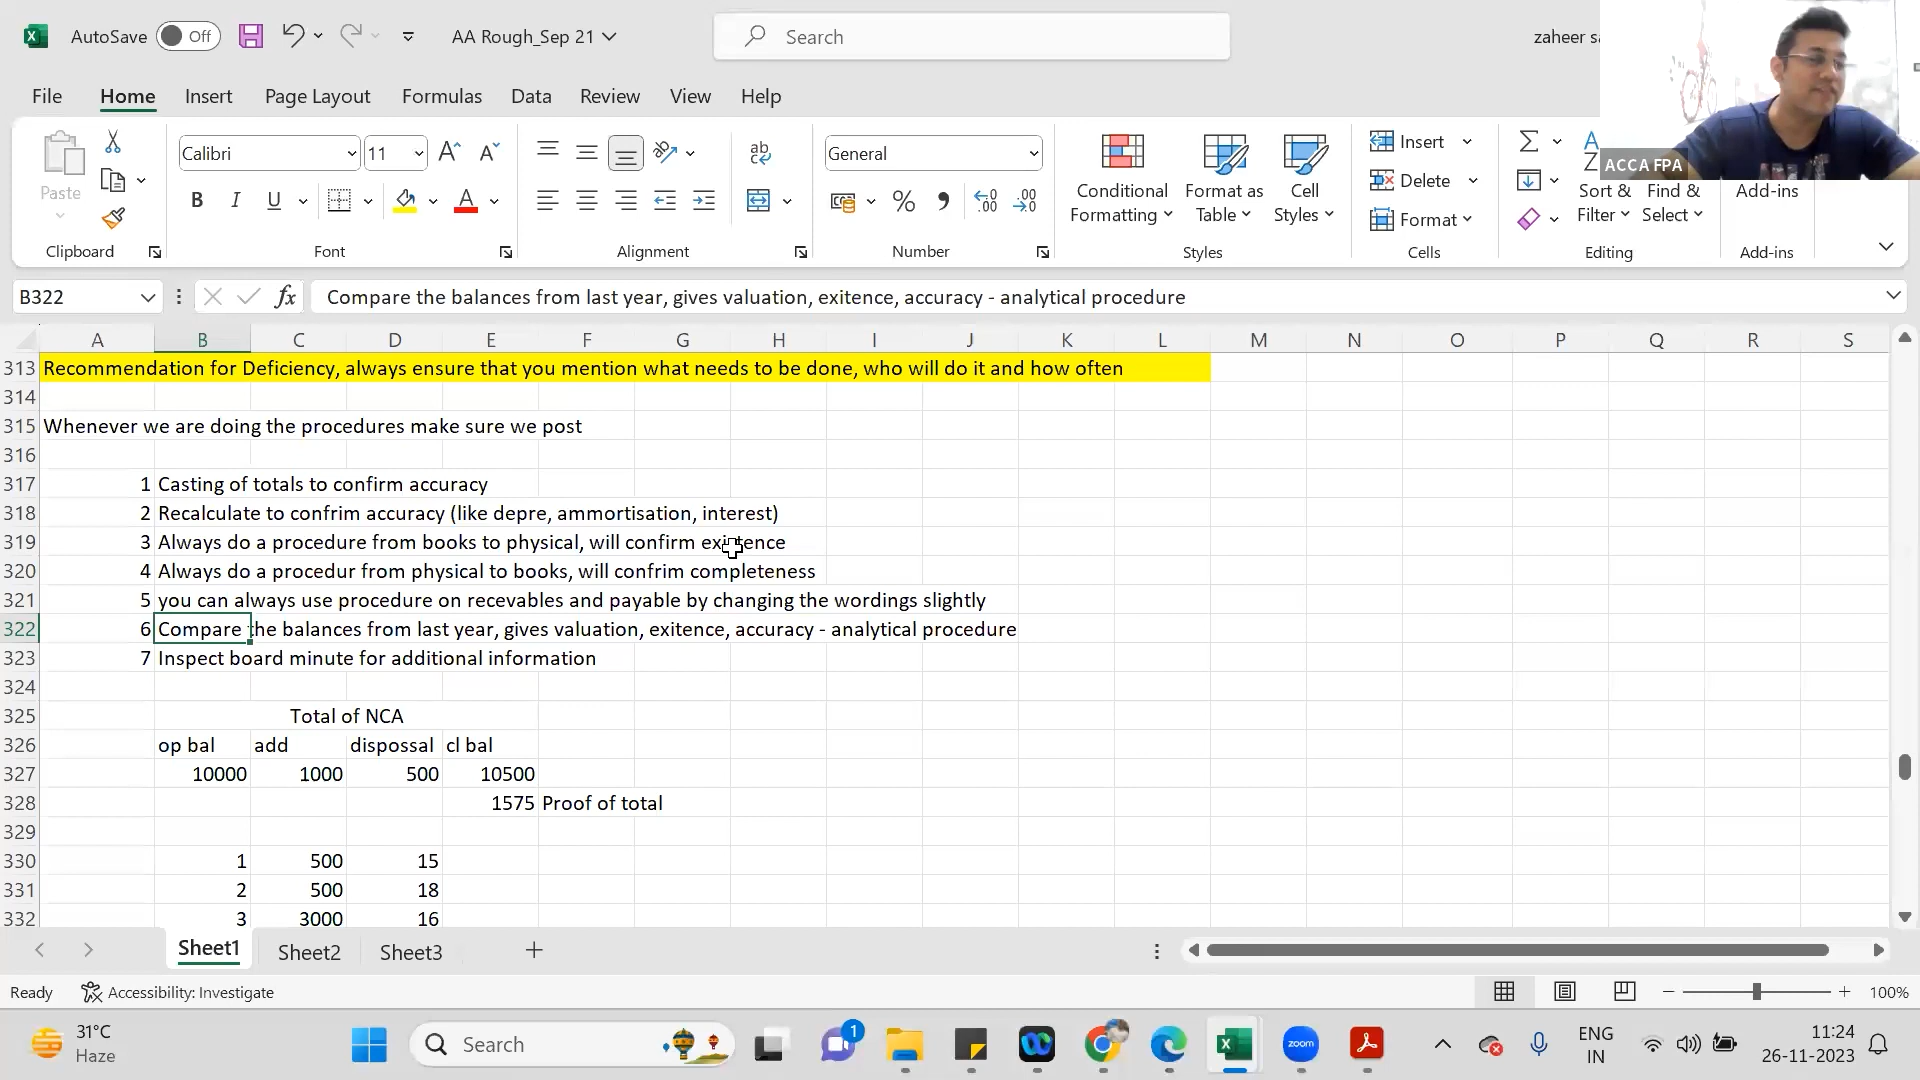 AutoSave Off AA Rough_Sep 21 Search zaheer sa
File Home Insert Page Layout Formulas Data Review View Help
Calibri 11 General Insert
ACCA FPA
Paste Conditional Formatting Format as Table Cell Styles Delete Sort & Filter Find & Select Add-ins
Format
Clipboard Font Alignment Number Styles Cells Editing Add-ins
B322 fx Compare the balances from last year, gives valuation, exitence, accuracy - analytical procedure
A B C D E F G H I J K L M N O P Q R S
313 Recommendation for Deficiency, always ensure that you mention what needs to be done, who will do it and how often
314
315 Whenever we are doing the procedures make sure we post
316
317 1 Casting of totals to confirm accuracy
318 2 Recalculate to confrim accuracy (like depre, ammortisation, interest)
319 3 Always do a procedure from books to physical, will confirm existence
320 4 Always do a procedur from physical to books, will confrim completeness
321 5 you can always use procedure on recevables and payable by changing the wordings slightly
322 6 Compare the balances from last year, gives valuation, exitence, accuracy - analytical procedure
323 7 Inspect board minute for additional information
324
325 Total of NCA
326 op bal add dispossal cl bal
327 10000 1000 500 10500
328 1575 Proof of total
329
330 1 500 15
331 2 500 18
332 3 3000 16
Sheet1 Sheet2 Sheet3
Ready Accessibility: Investigate 100%
31°C Haze Search 1 zoom ENG IN 11:24 26-11-2023